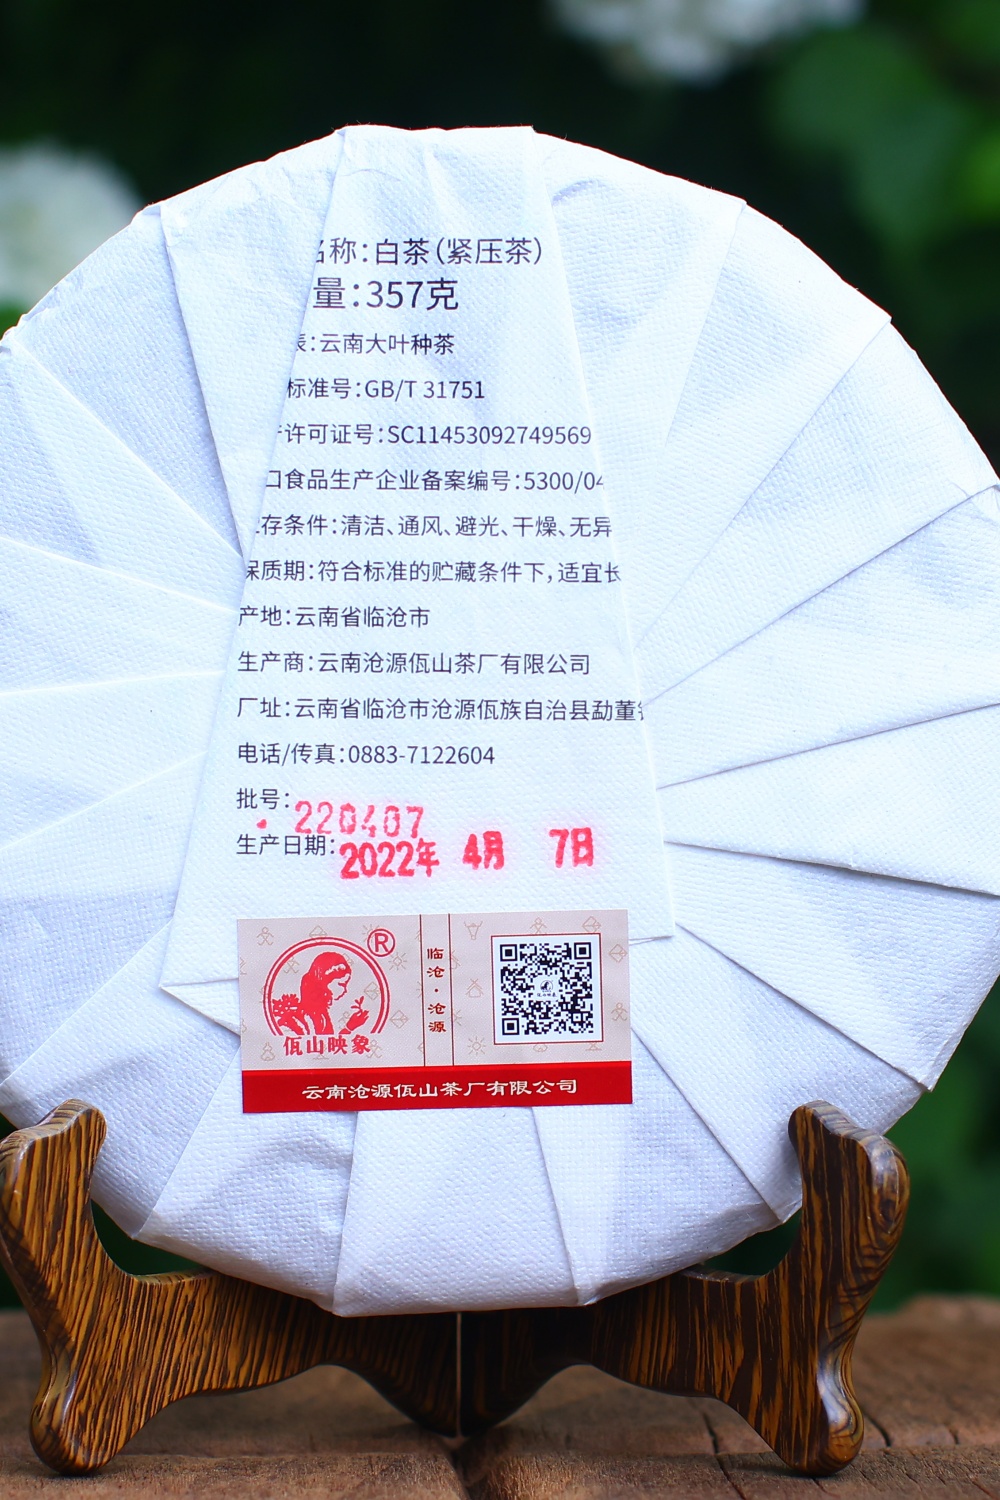 名称：白茶（紧压茶）
量：357克
表：云南大叶种茶
标准号：GB/T 31751
许可证号：SC11453092749569
口食品生产企业备案编号：5300/04
存条件：清洁、通风、避光、干燥、无异
保质期：符合标准的贮藏条件下，适宜长
产地：云南省临沧市
生产商：云南沧源佤山茶厂有限公司
厂址：云南省临沧市沧源佤族自治县勐董
电话/传真：0883-7122604
批号：220407
生产日期：2022年 4月 7日
®
佤山映象
临沧·沧源
云南沧源佤山茶厂有限公司